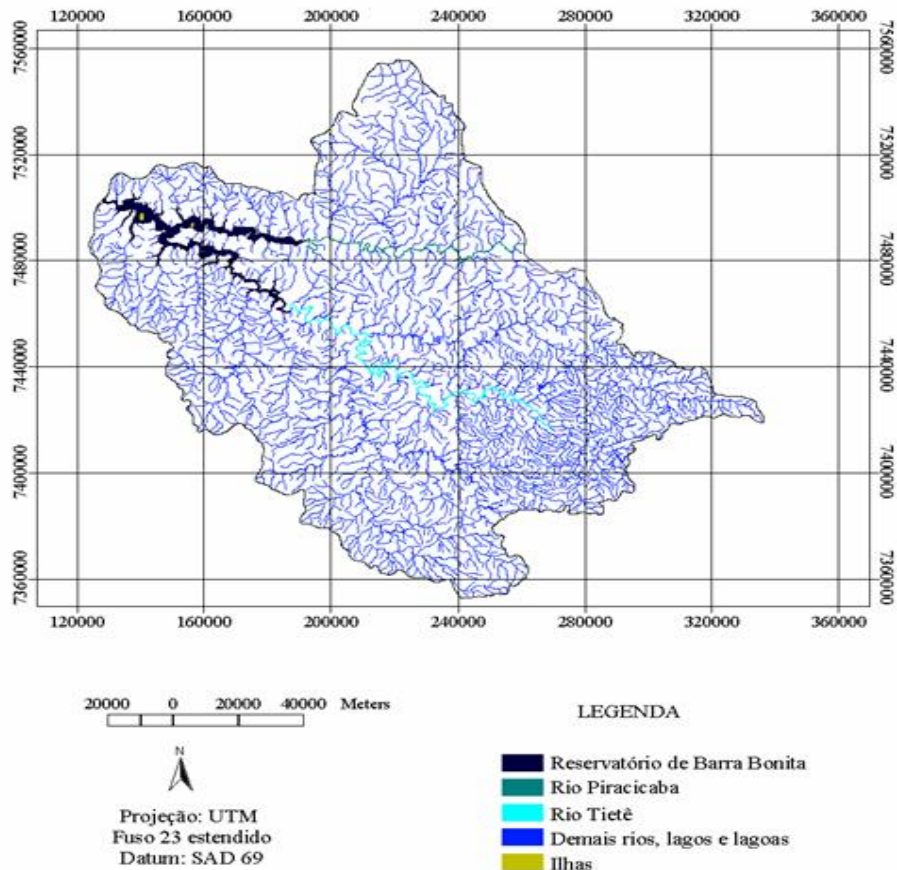 120000 160000 200000 240000 280000 320000 360000
7560000 7560000
7520000 7520000
7480000 7480000
7440000 7440000
7400000 7400000
7360000 7360000
120000 160000 200000 240000 280000 320000 360000
20000 0 20000 40000 Meters
N
Projeção: UTM
Fuso 23 estendido
Datum: SAD 69
LEGENDA
Reservatório de Barra Bonita
Rio Piracicaba
Rio Tietê
Demais rios, lagos e lagoas
Ilhas